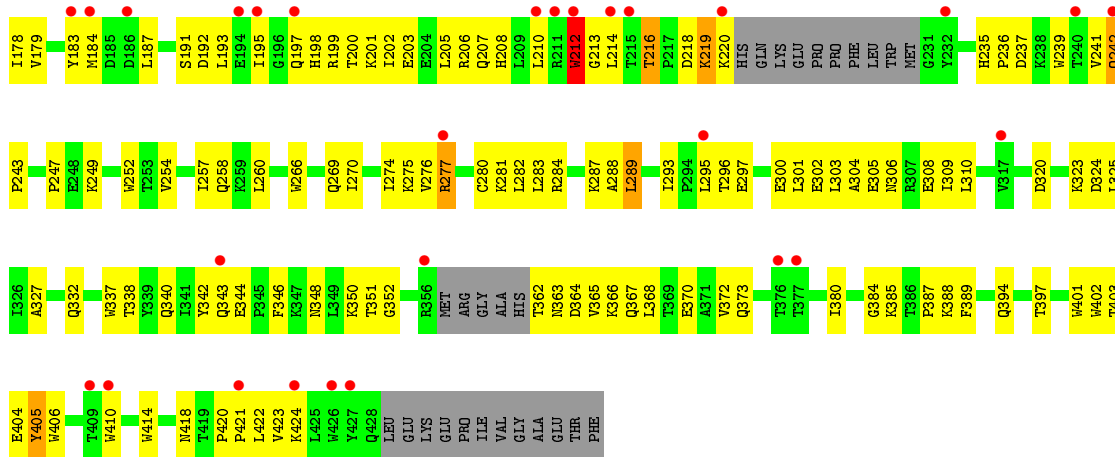 I178 V179 Y183 M184 D185 D186 L187 S191 D192 L193 E194 I195 G196 Q197 H198 R199 T200 K201 I202 E203 E204 L205 R206 Q207 H208 L209 L210 R211 W212 G213 L214 T215 T216 P217 D218 K219 K220 HIS GLN LYS GLU PRO PRO PHE LEU TRP MET G231 Y232 H235 P236 D237 K238 W239 T240 V241 Q242
P243 P247 E248 K249 W252 T253 V254 I257 Q258 K259 L260 W266 Q269 I270 I274 K275 V276 R277 C280 K281 L282 L283 R284 K287 A288 L289 I293 P294 L295 T296 E297 E300 L301 E302 L303 A304 E305 N306 R307 E308 I309 L310 V317 D320 K323 D324 L325
I326 A327 Q332 W337 T338 Y339 Q340 I341 Y342 Q343 E344 P345 F346 K347 N348 L349 K350 T351 G352 R356 MET ARG GLY ALA HIS T362 N363 D364 V365 K366 Q367 L368 T369 E370 A371 V372 Q373 T376 T377 I380 G384 K385 T386 P387 K388 F389 Q394 T397 W401 W402 T403
E404 Y405 W406 T409 W410 W414 N418 T419 P420 P421 L422 V423 K424 L425 W426 Y427 Q428 LEU GLU LYS GLU PRO ILE VAL GLY ALA GLU THR PHE